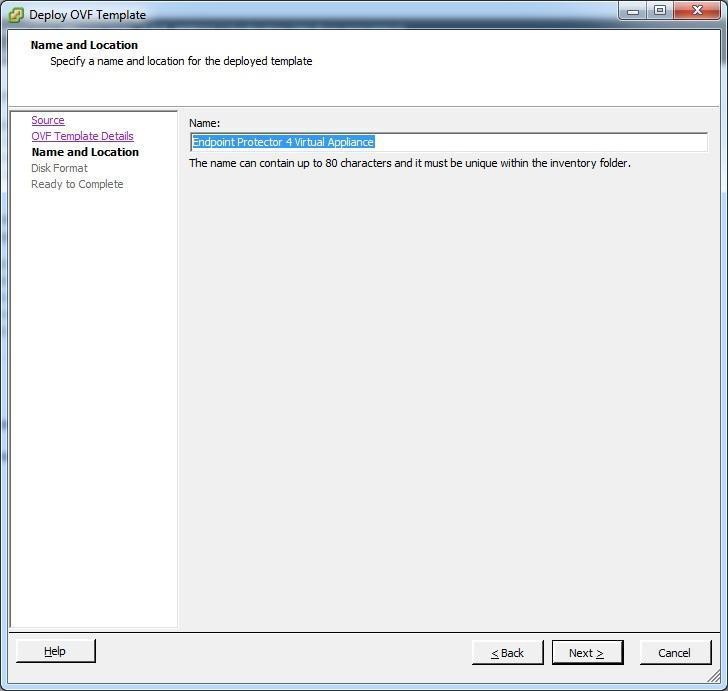 Deploy OVF Template
Name and Location
Specify a name and location for the deployed template
Source
OVF Template Details
Name and Location
Disk Format
Ready to Complete
Name:
Endpoint Protector 4 Virtual Appliance
The name can contain up to 80 characters and it must be unique within the inventory folder.
Help
< Back
Next >
Cancel